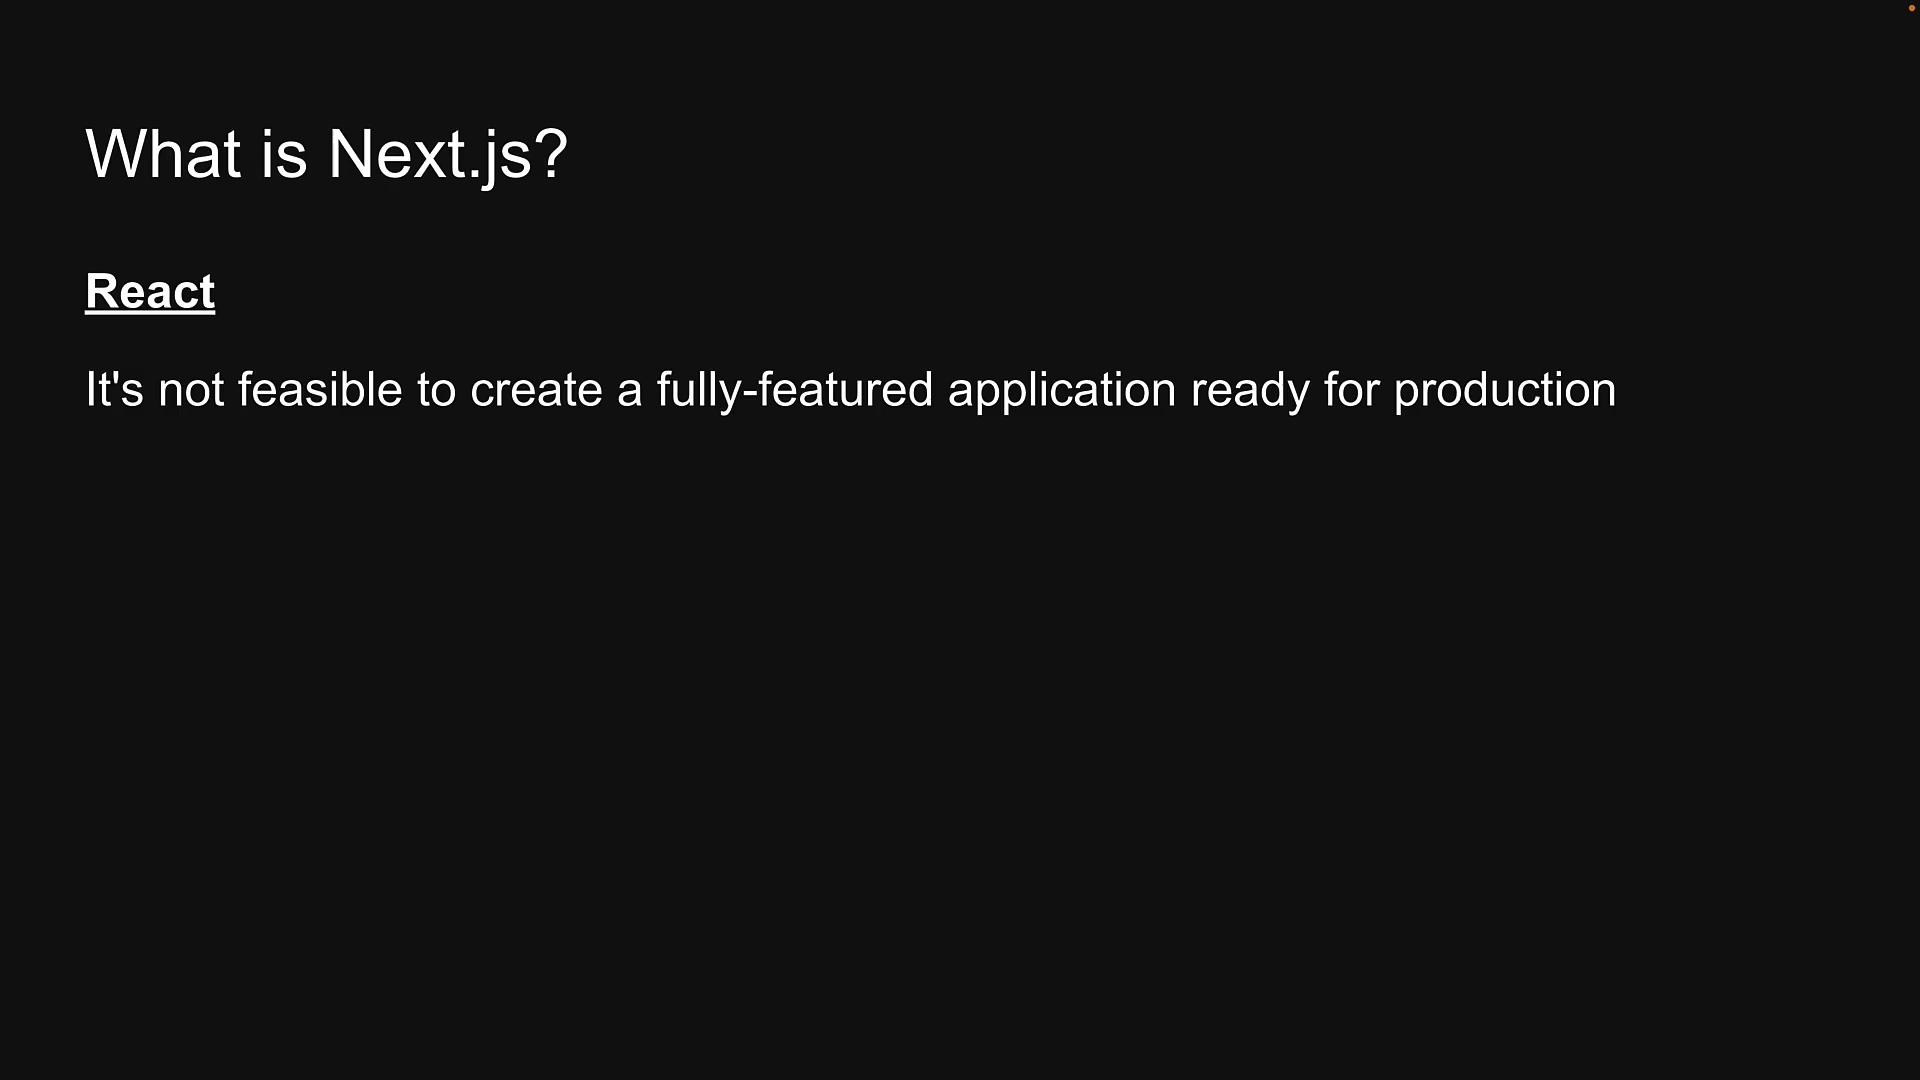 What is Next.js?
React
It's not feasible to create a fully-featured application ready for production